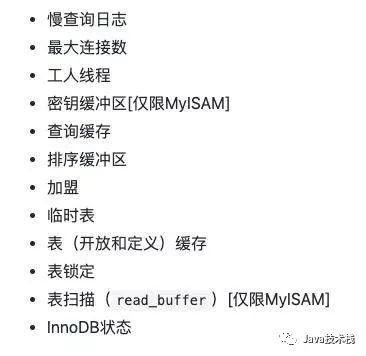 慢查询日志
最大连接数
工人线程
密钥缓冲区[仅限MyISAM]
查询缓存
排序缓冲区
加盟
临时表
表（开放和定义）缓存
表锁定
表扫描（read_buffer）[仅限MyISAM]
InnoDB状态
Java技术栈